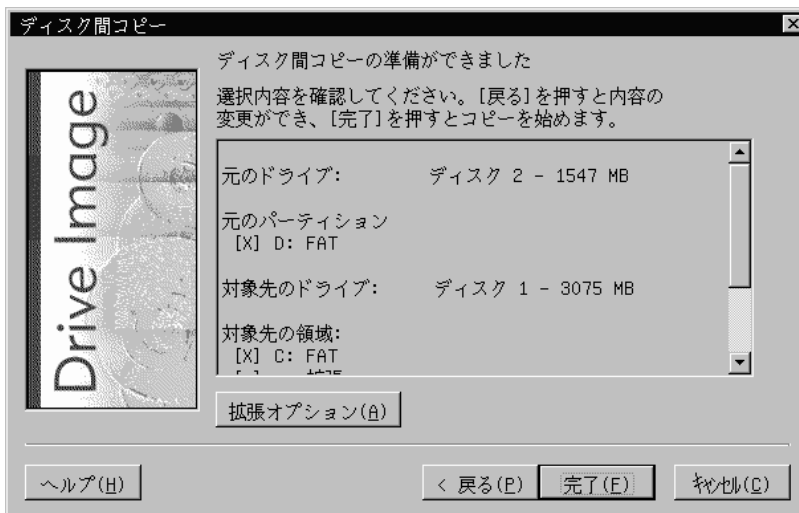 ディスク間コピー
Drive Image
ディスク間コピーの準備ができました
選択内容を確認してください。[戻る]を押すと内容の
変更ができ、[完了]を押すとコピーを始めます。
元のドライブ: ディスク 2 - 1547 MB
元のパーティション
[X] D: FAT
対象先のドライブ: ディスク 1 - 3075 MB
対象先の領域:
[X] C: FAT
拡張オプション(A)
ヘルプ(H)
< 戻る(P)
完了(F)
ｷｬﾝｾﾙ(C)